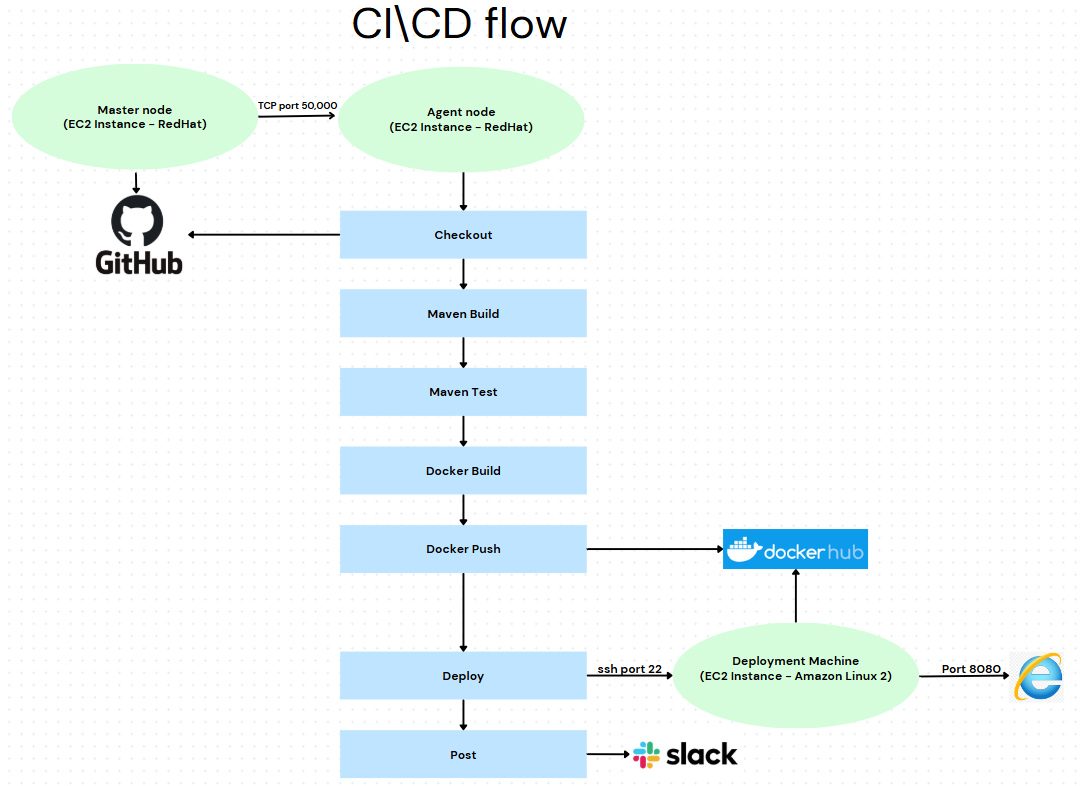 CI\CD flow
Master node
(EC2 Instance - RedHat)
TCP port 50,000
Agent node
(EC2 Instance - RedHat)
GitHub
Checkout
Maven Build
Maven Test
Docker Build
Docker Push
docker hub
Deploy
ssh port 22
Deployment Machine
(EC2 Instance - Amazon Linux 2)
Port 8080
Post
slack